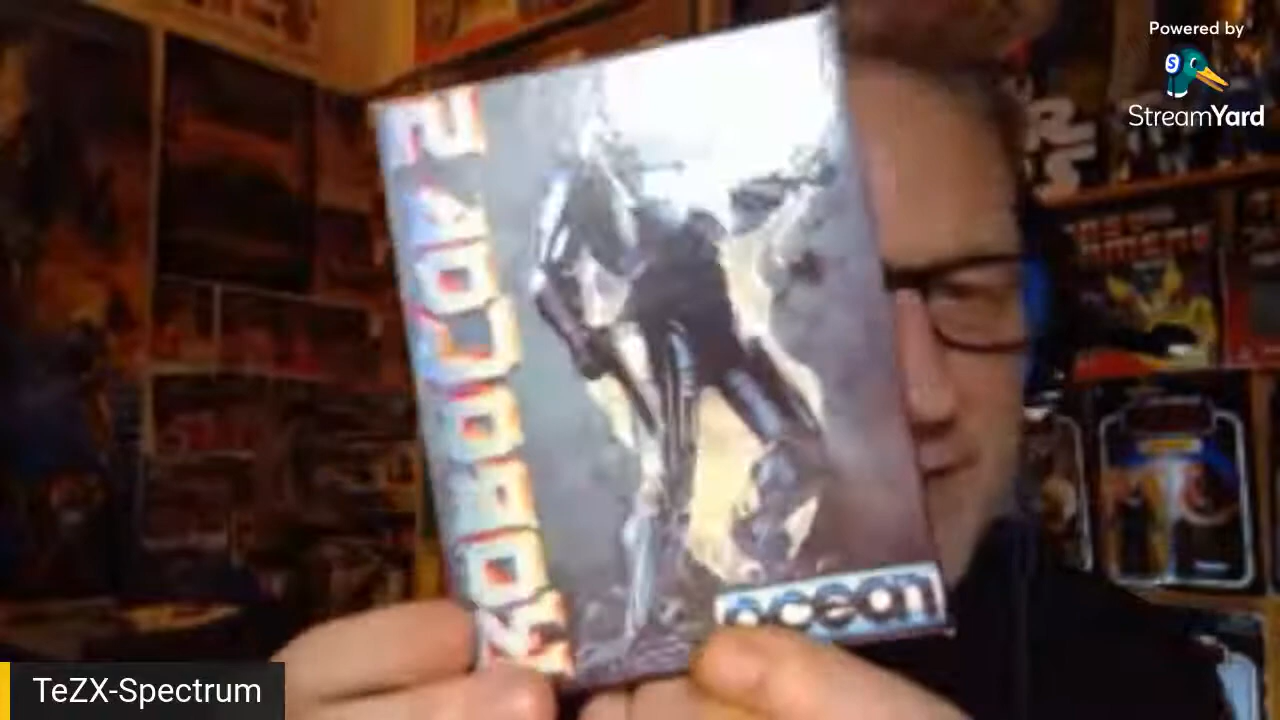 Powered by
StreamYard
ROBOCOP 2
ocean
TeZX-Spectrum